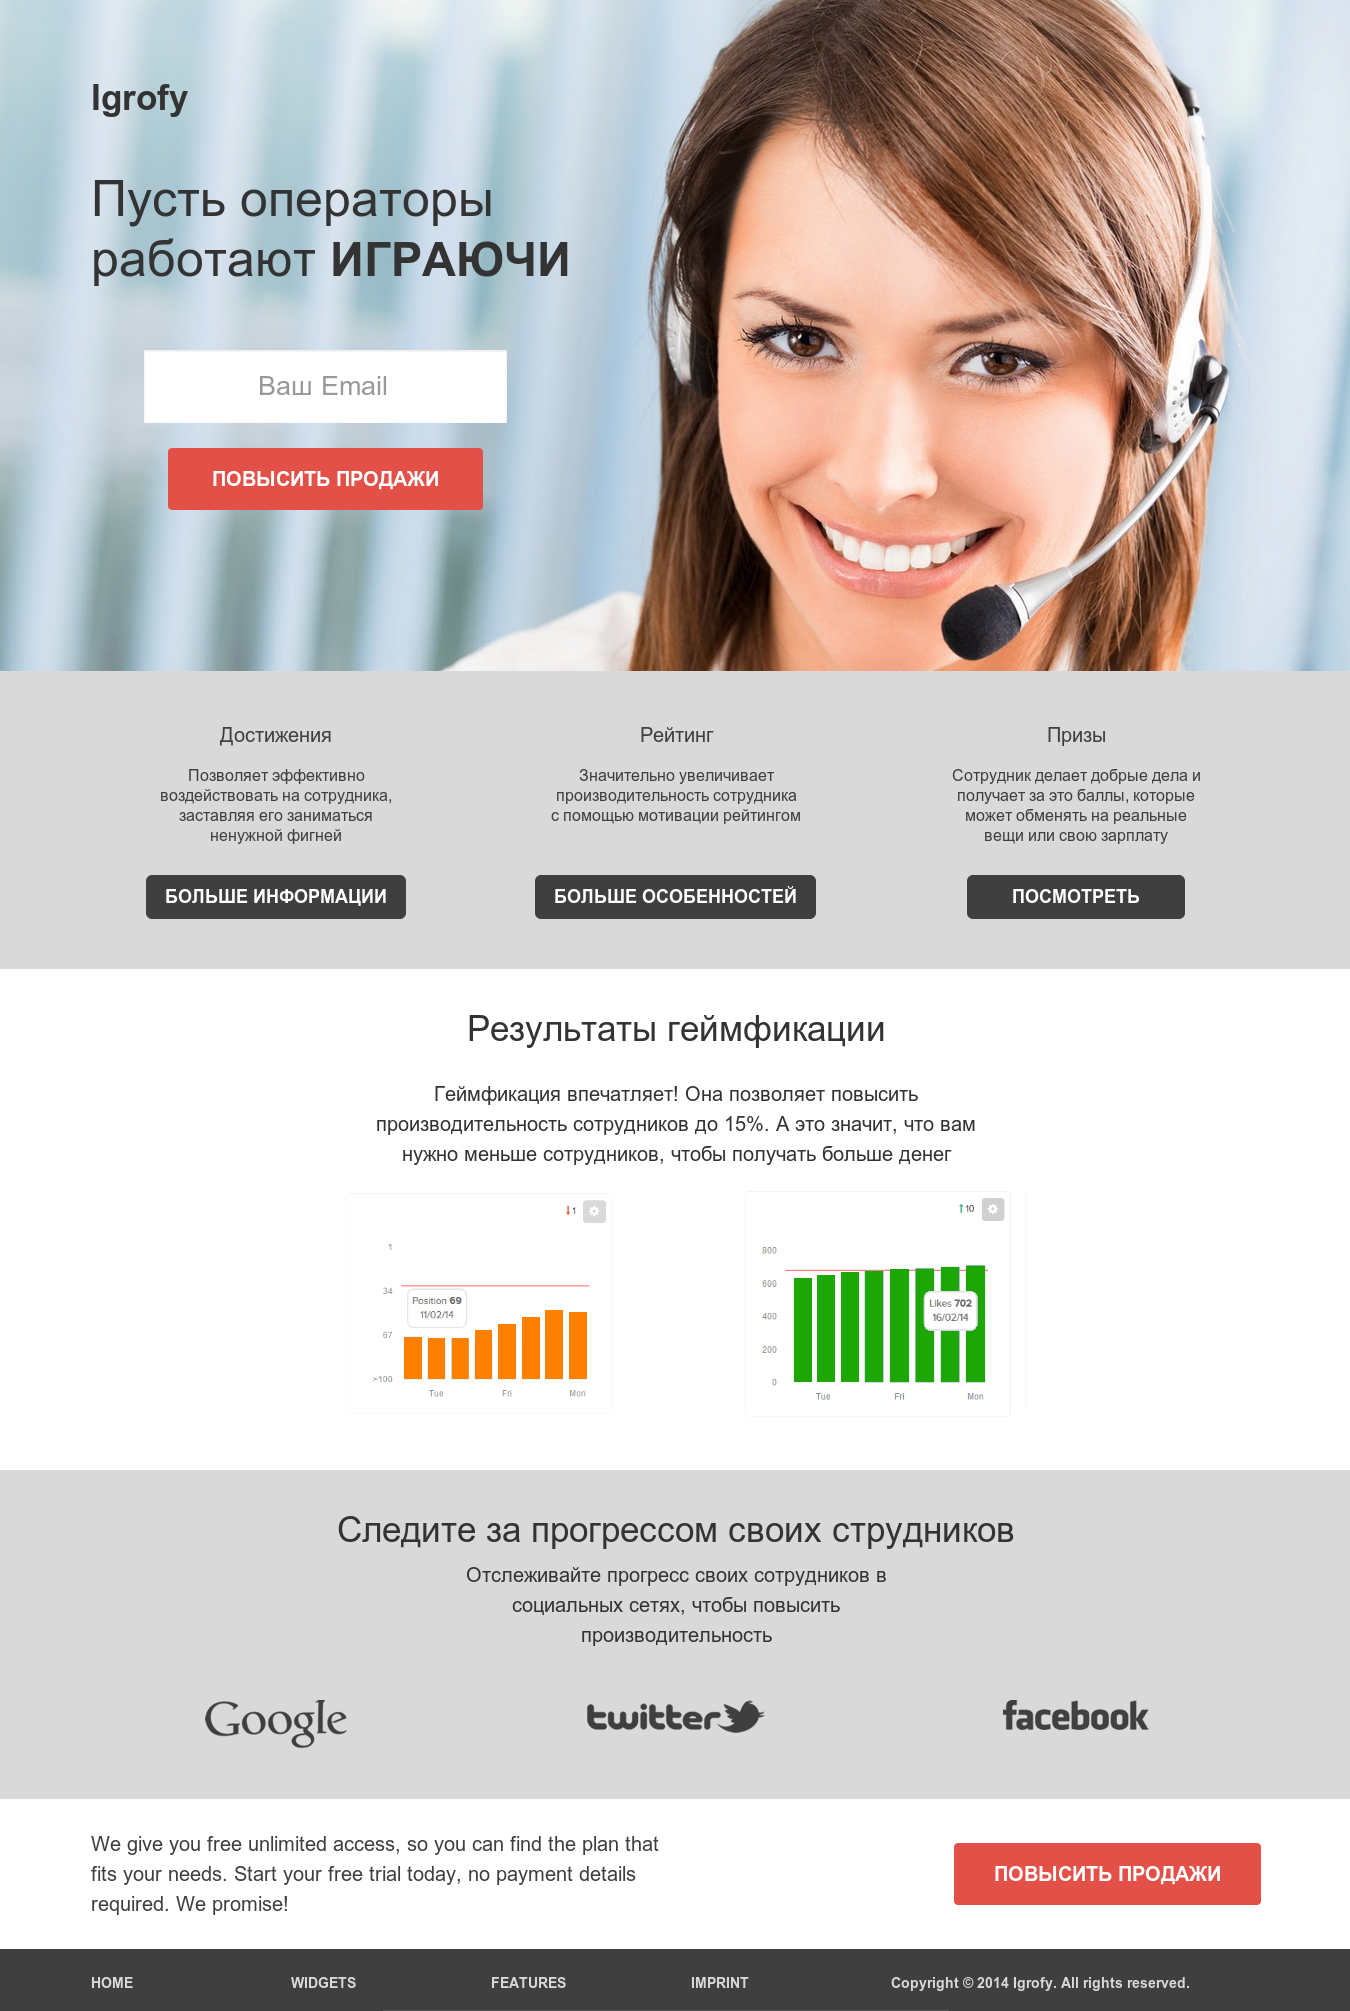 Igrofy
Пусть операторы
работают ИГРАЮЧИ
Ваш Email
ПОВЫСИТЬ ПРОДАЖИ
Достижения
Позволяет эффективно
воздействовать на сотрудника,
заставляя его заниматься
ненужной фигней
БОЛЬШЕ ИНФОРМАЦИИ
Рейтинг
Значительно увеличивает
производительность сотрудника
с помощью мотивации рейтингом
БОЛЬШЕ ОСОБЕННОСТЕЙ
Призы
Сотрудник делает добрые дела и
получает за это баллы, которые
может обменять на реальные
вещи или свою зарплату
ПОСМОТРЕТЬ
Результаты геймфикации
Геймфикация впечатляет! Она позволяет повысить
производительность сотрудников до 15%. А это значит, что вам
нужно меньше сотрудников, чтобы получать больше денег
1
1
34
67
>100
Position 69
11/02/14
Tue Fri Mon
10
800
600
400
200
0
Likes 702
16/02/14
Tue Fri Mon
Следите за прогрессом своих струдников
Отслеживайте прогресс своих сотрудников в
социальных сетях, чтобы повысить
производительность
Google
twitter
facebook
We give you free unlimited access, so you can find the plan that
fits your needs. Start your free trial today, no payment details
required. We promise!
ПОВЫСИТЬ ПРОДАЖИ
HOME WIDGETS FEATURES IMPRINT Copyright © 2014 Igrofy. All rights reserved.